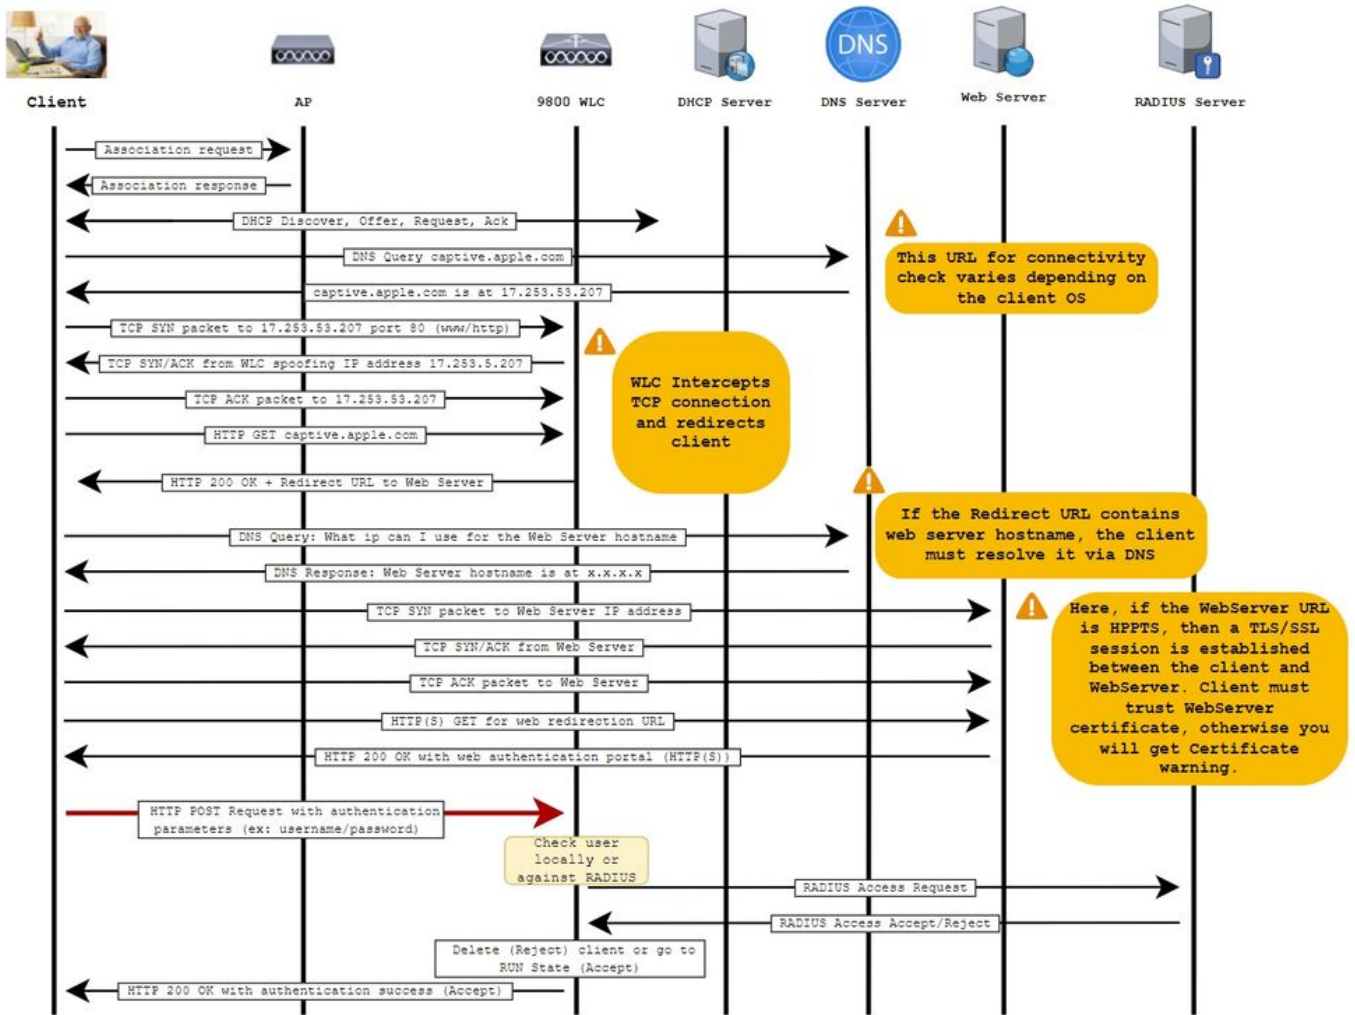 DNS
Client
AP
9800 WLC
DHCP Server
DNS Server
Web Server
RADIUS Server
Association request
Association response
DHCP Discover, Offer, Request, Ack
DNS Query captive.apple.com
This URL for connectivity
check varies depending on
the client OS
captive.apple.com is at 17.253.53.207
TCP SYN packet to 17.253.53.207 port 80 (www/http)
TCP SYN/ACK from WLC spoofing IP address 17.253.5.207
WLC Intercepts
TCP connection
and redirects
client
TCP ACK packet to 17.253.53.207
HTTP GET captive.apple.com
HTTP 200 OK + Redirect URL to Web Server
If the Redirect URL contains
web server hostname, the client
must resolve it via DNS
DNS Query: What ip can I use for the Web Server hostname
DNS Response: Web Server hostname is at x.x.x.x
TCP SYN packet to Web Server IP address
Here, if the WebServer URL
is HPPTS, then a TLS/SSL
session is established
between the client and
WebServer. Client must
trust WebServer
certificate, otherwise you
will get Certificate
warning.
TCP SYN/ACK from Web Server
TCP ACK packet to Web Server
HTTP(S) GET for web redirection URL
HTTP 200 OK with web authentication portal (HTTP(S))
HTTP POST Request with authentication
parameters (ex: username/password)
Check user
locally or
against RADIUS
RADIUS Access Request
RADIUS Access Accept/Reject
Delete (Reject) client or go to
RUN State (Accept)
HTTP 200 OK with authentication success (Accept)